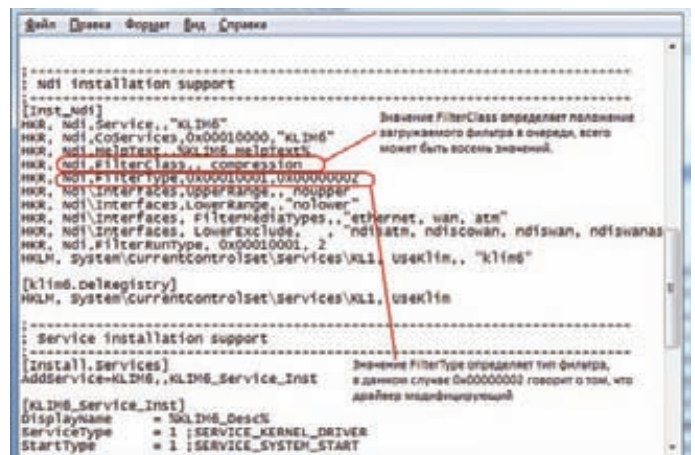 Файл Правка Формат Вид Справка
;-----------------------------------------------------------
; Ndi installation support
;-----------------------------------------------------------
[Inst_Ndi]
HKR, Ndi,Service,,"KLIM6"
HKR, Ndi,CoServices,0x00010000,"KLIM6"
HKR, Ndi,HelpText,,%KLIM6_HelpText%
HKR, Ndi,FilterClass,, compression
HKR, Ndi,FilterType,0x00010001,0x00000002
HKR, Ndi\Interfaces,UpperRange,,"noupper"
HKR, Ndi\Interfaces,LowerRange,,"nolower"
HKR, Ndi\Interfaces, FilterMediaTypes,,"ethernet, wan, atm"
HKR, Ndi\Interfaces, LowerExclude, , "ndisatm, ndiscowan, ndiswan, ndiswanas
HKR, Ndi,FilterRunType, 0x00010001, 2
HKLM, System\CurrentControlSet\Services\KL1, UseKlim,, "klim6"
Значение FilterClass определяет положение
загружаемого фильтра в очереди, всего
может быть восемь значений.
[klim6.DelRegistry]
HKLM, System\CurrentControlSet\Services\KL1, UseKlim
;-----------------------------------------------------------
; Service installation support
;-----------------------------------------------------------
[Install.Services]
AddService=KLIM6,,KLIM6_Service_Inst
Значение FilterType определяет тип фильтра,
в данном случае 0x00000002 говорит о том, что
драйвер модифицирующий
[KLIM6_Service_Inst]
DisplayName = %KLIM6_Desc%
ServiceType = 1 ;SERVICE_KERNEL_DRIVER
StartType = 1 ;SERVICE_SYSTEM_START